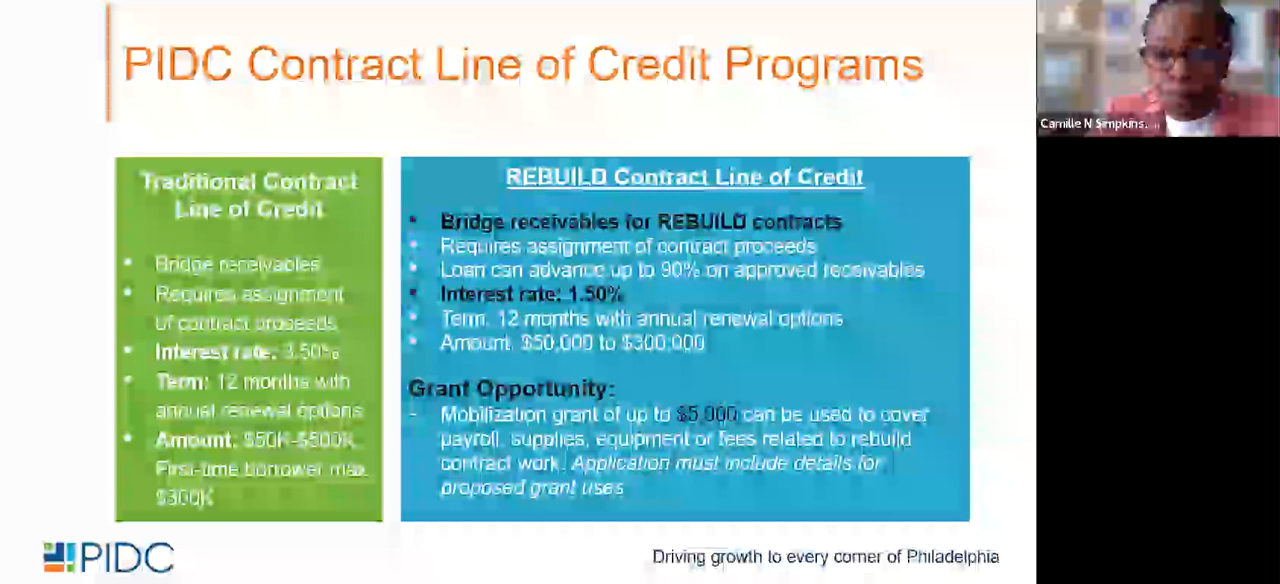 PIDC Contract Line of Credit Programs
Camille N Simpkins, ...
Traditional Contract
Line of Credit
• Bridge receivables
• Requires assignment
of contract proceeds
• Interest rate: 3.50%
• Term: 12 months with
annual renewal options
• Amount: $50K-$500K
First-time borrower max
$300K
REBUILD Contract Line of Credit
• Bridge receivables for REBUILD contracts
• Requires assignment of contract proceeds
• Loan can advance up to 90% on approved receivables
• Interest rate: 1.50%
• Term: 12 months with annual renewal options
• Amount: $50,000 to $300,000
Grant Opportunity:
- Mobilization grant of up to $5,000 can be used to cover
payroll, supplies, equipment or fees related to rebuild
contract work. Application must include details for
proposed grant uses
PIDC
Driving growth to every corner of Philadelphia